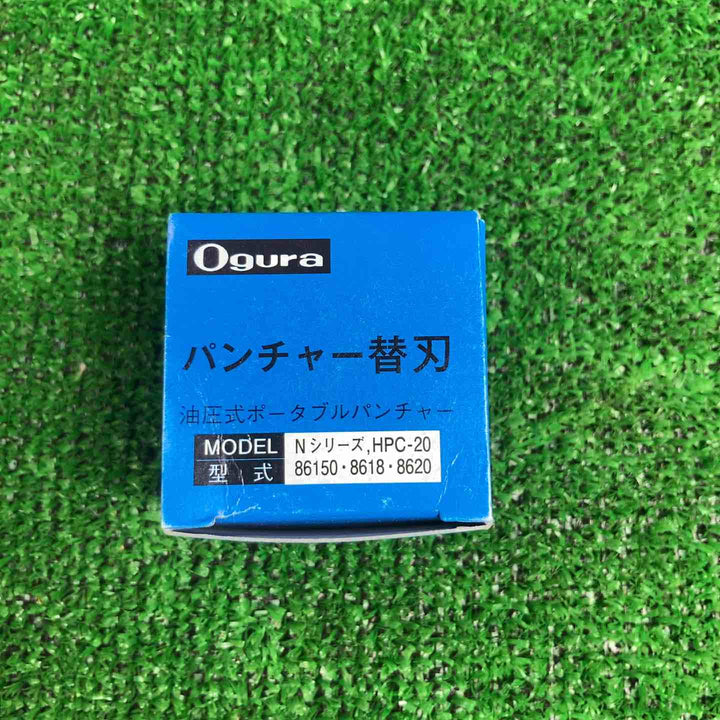 Ogura
パンチャー替刃
油圧式ポータブルパンチャー
MODEL Nシリーズ,HPC-20
型式 86150・8618・8620